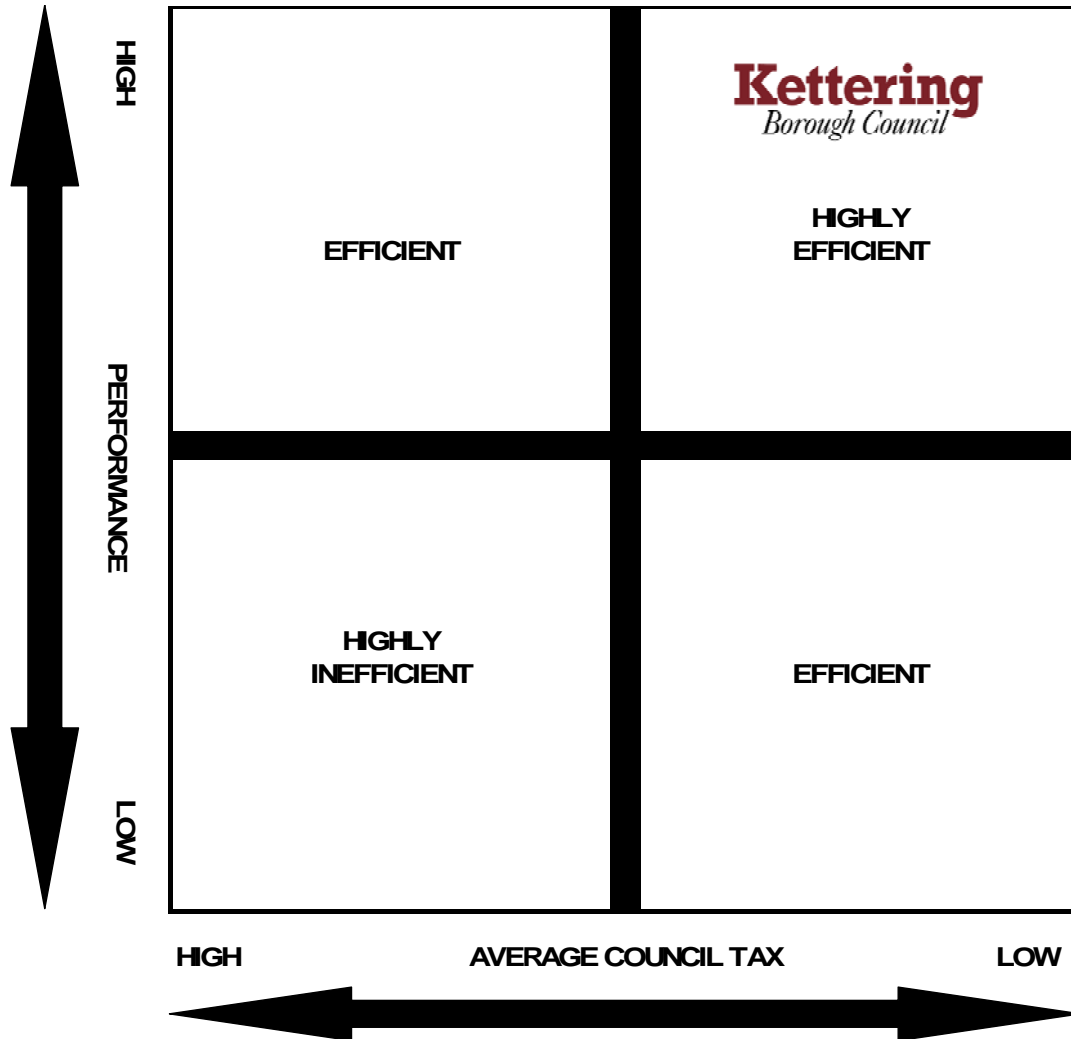 HIGH
Kettering
Borough Council
EFFICIENT
HIGHLY
EFFICIENT
PERFORMANCE
HIGHLY
INEFFICIENT
EFFICIENT
LOW
HIGH
AVERAGE COUNCIL TAX
LOW